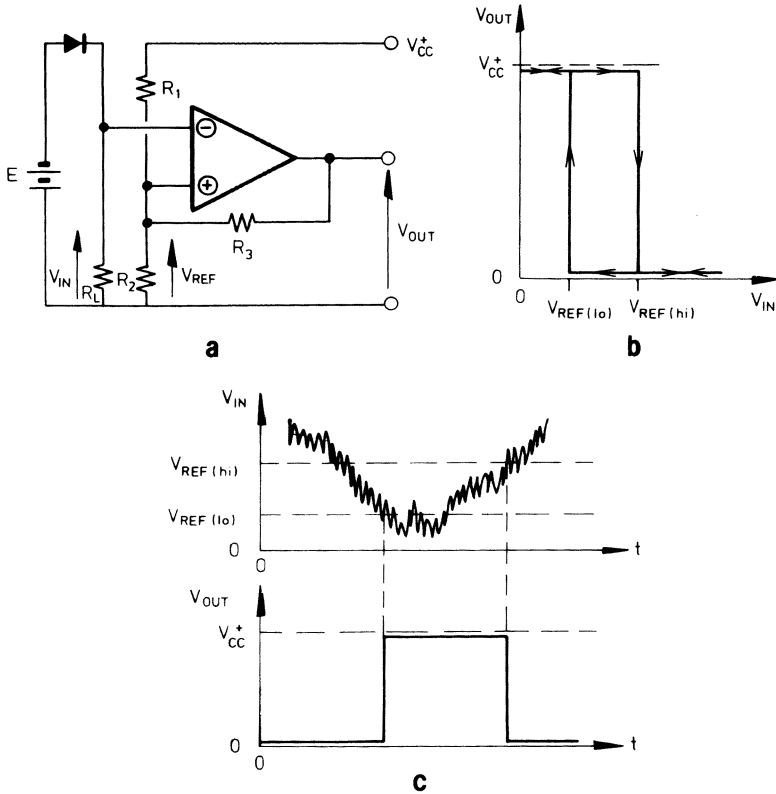 V⁺CC
R1
−
+
E
R3
VIN
RL
R2
VREF
VOUT
a
VOUT
V⁺CC
0
0
VREF(lo)
VREF(hi)
VIN
b
VIN
VREF(hi)
VREF(lo)
0
0
t
VOUT
V⁺CC
0
0
t
c